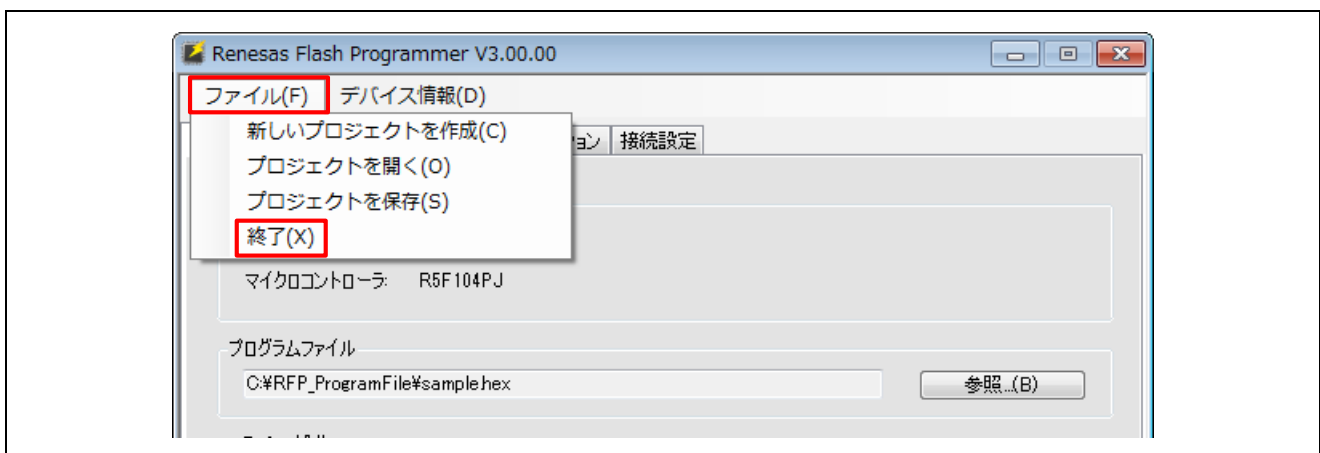 Renesas Flash Programmer V3.00.00
ファイル(F) デバイス情報(D)
新しいプロジェクトを作成(C)
ョン 接続設定
プロジェクトを開く(O)
プロジェクトを保存(S)
終了(X)
マイクロコントローラ: R5F104PJ
プログラムファイル
C:¥RFP_ProgramFile¥sample.hex 参照...(B)